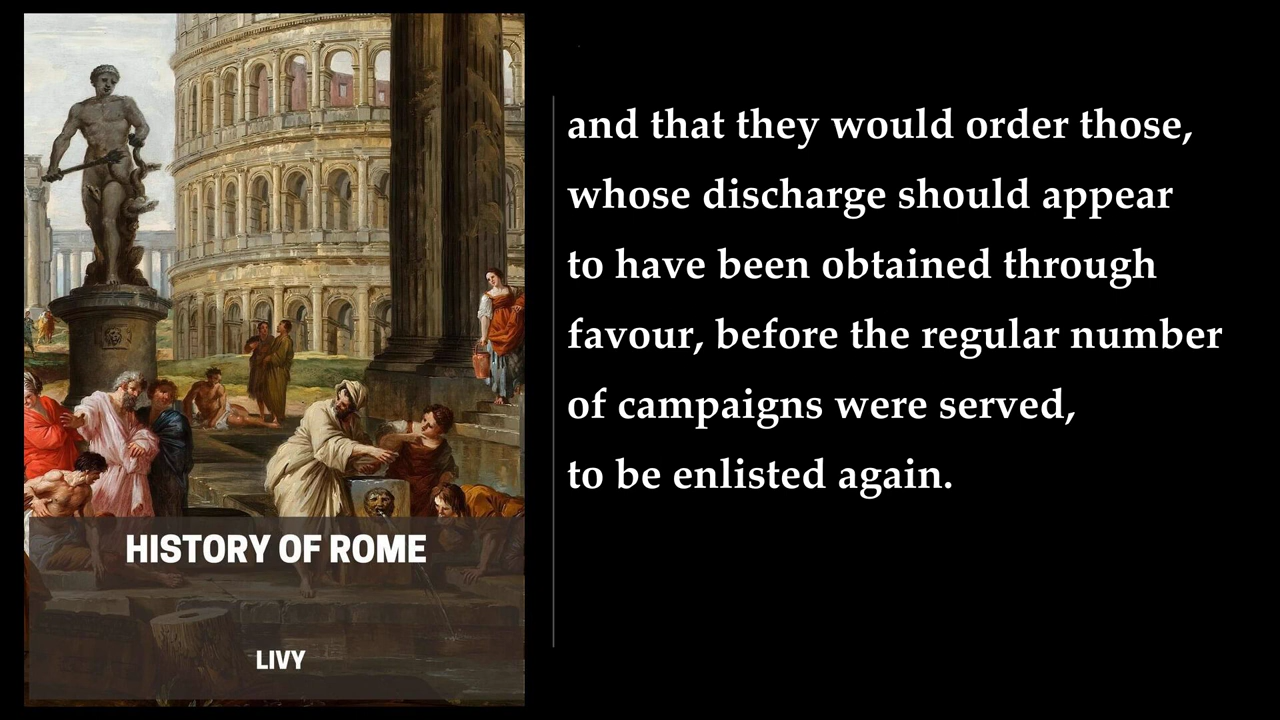 HISTORY OF ROME
LIVY
and that they would order those,
whose discharge should appear
to have been obtained through
favour, before the regular number
of campaigns were served,
to be enlisted again.